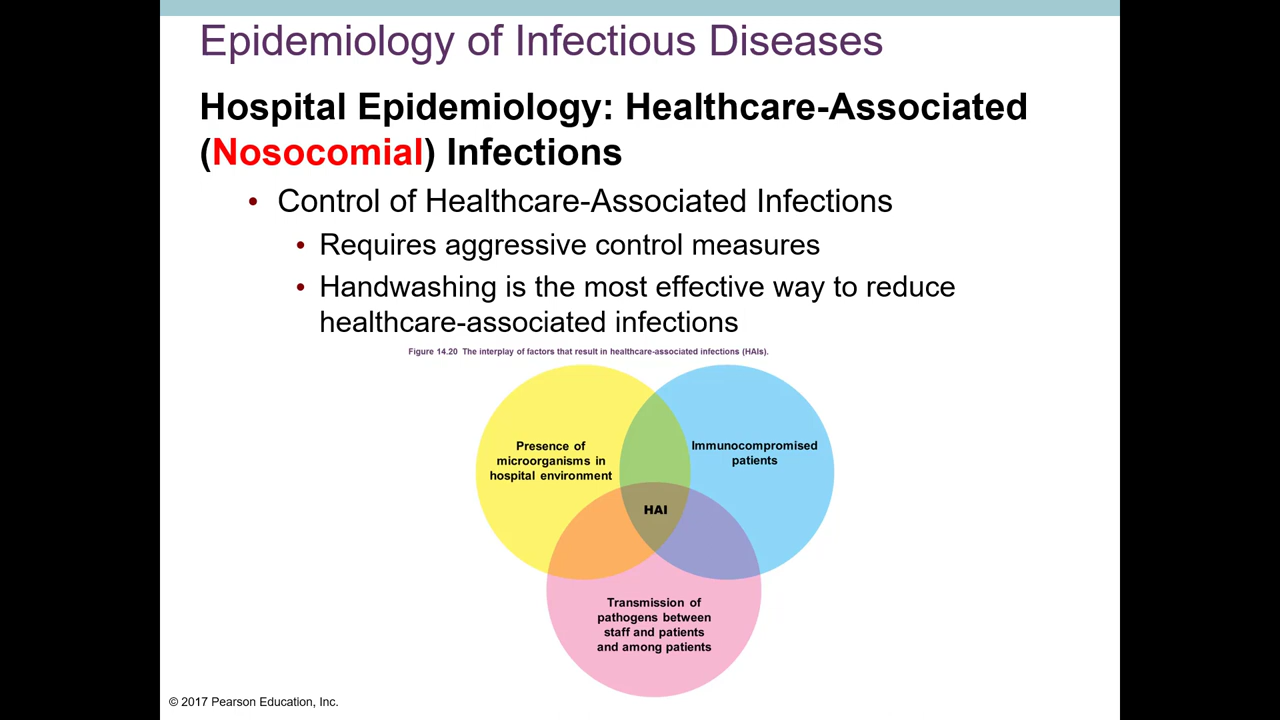 Epidemiology of Infectious Diseases
Hospital Epidemiology: Healthcare-Associated
(Nosocomial) Infections
• Control of Healthcare-Associated Infections
• Requires aggressive control measures
• Handwashing is the most effective way to reduce
healthcare-associated infections
Figure 14.20 The interplay of factors that result in healthcare-associated infections (HAIs).
Presence of
microorganisms in
hospital environment
Immunocompromised
patients
HAI
Transmission of
pathogens between
staff and patients
and among patients
© 2017 Pearson Education, Inc.